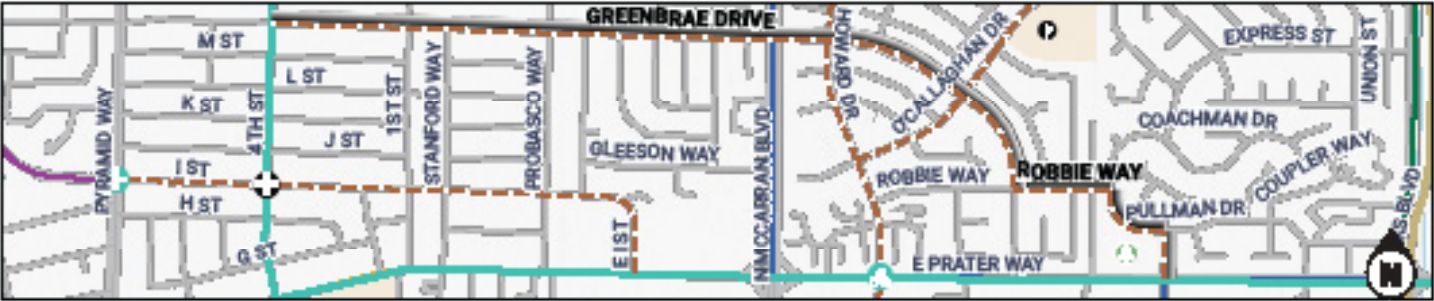 GREENBRAE DRIVE
HOWARD DR
O'CALLAGHAN DR
EXPRESS ST
UNION ST
M ST
L ST
K ST
J ST
I ST
H ST
G ST
PYRAMID WAY
4TH ST
1ST ST
STANFORD WAY
PROBASCO WAY
GLEESON WAY
E I ST
N MCCARRAN BLVD
COACHMAN DR
COUPLER WAY
ROBBIE WAY
ROBBIE WAY
PULLMAN DR
E PRATER WAY
S BLVD
N